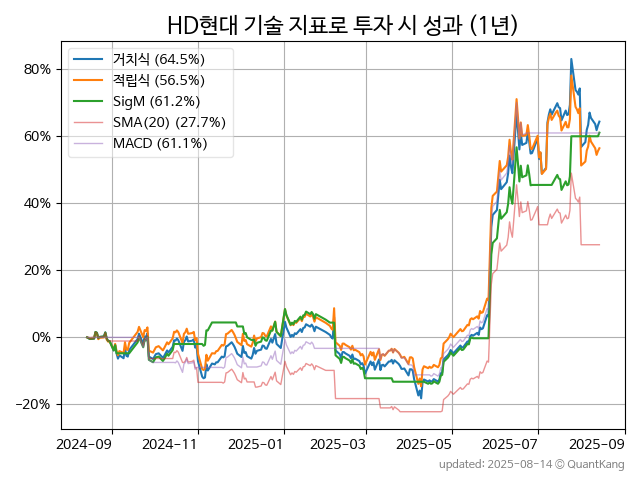 HD현대 기술 지표로 투자 시 성과 (1년)
거치식 (64.5%)
적립식 (56.5%)
SigM (61.2%)
SMA(20) (27.7%)
MACD (61.1%)
80%
60%
40%
20%
0%
−20%
2024-09 2024-11 2025-01 2025-03 2025-05 2025-07 2025-09
updated: 2025-08-14 © QuantKang